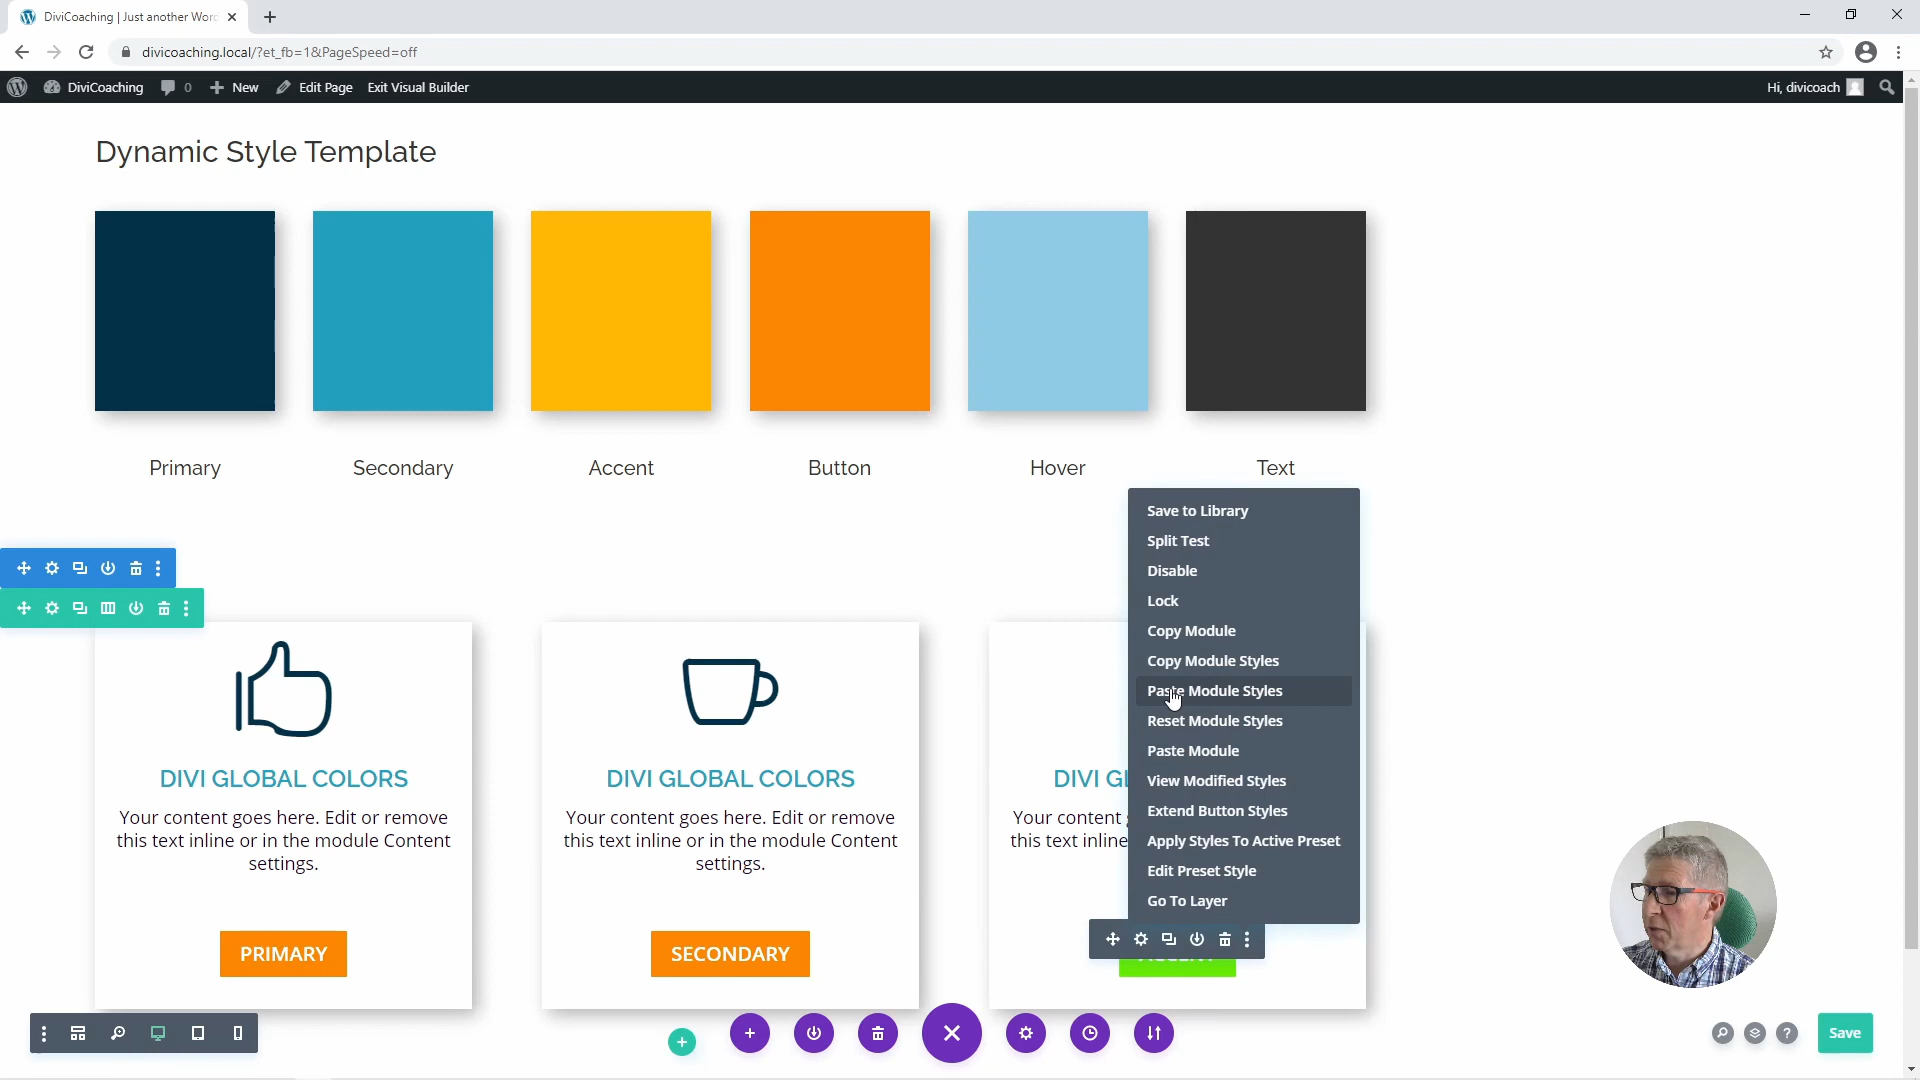 DiviCoaching | Just another Wor
divicoaching.local/?et_fb=1&PageSpeed=off
DiviCoaching
0
New
Edit Page
Exit Visual Builder
Hi, divicoach
Dynamic Style Template
Primary
Secondary
Accent
Button
Hover
Text
Save to Library
Split Test
Disable
Lock
Copy Module
Copy Module Styles
Paste Module Styles
Reset Module Styles
Paste Module
View Modified Styles
Extend Button Styles
Apply Styles To Active Preset
Edit Preset Style
Go To Layer
DIVI GLOBAL COLORS
Your content goes here. Edit or remove
this text inline or in the module Content
settings.
PRIMARY
DIVI GLOBAL COLORS
Your content goes here. Edit or remove
this text inline or in the module Content
settings.
SECONDARY
DIVI
Your content
this text inline
Save